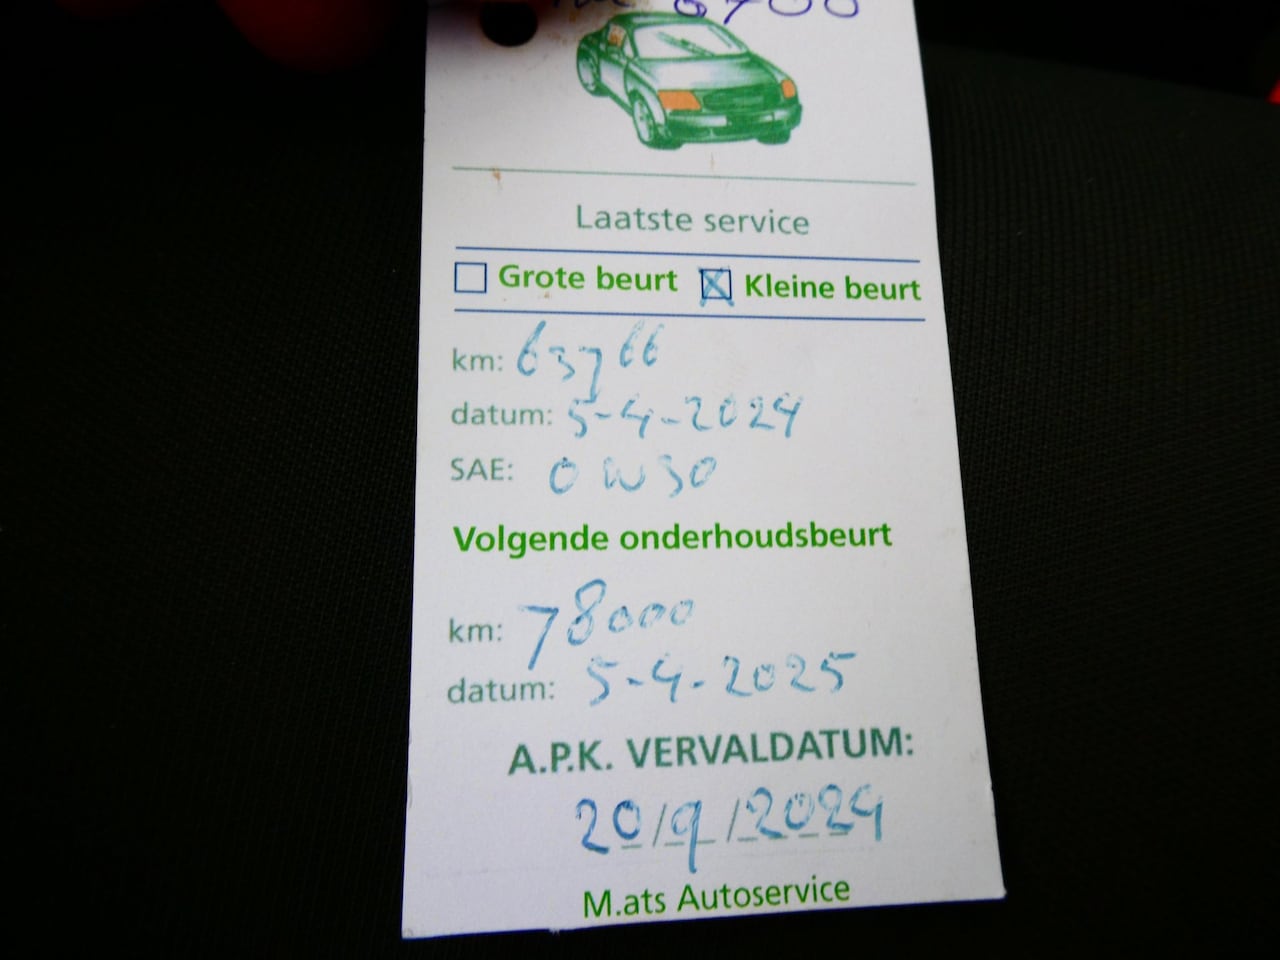 Laatste service
Grote beurt Kleine beurt
km: 63766
datum: 5-4-2024
SAE: 0W30
Volgende onderhoudsbeurt
km: 78000
datum: 5-4-2025
A.P.K. VERVALDATUM:
20/9/2024
M.ats Autoservice